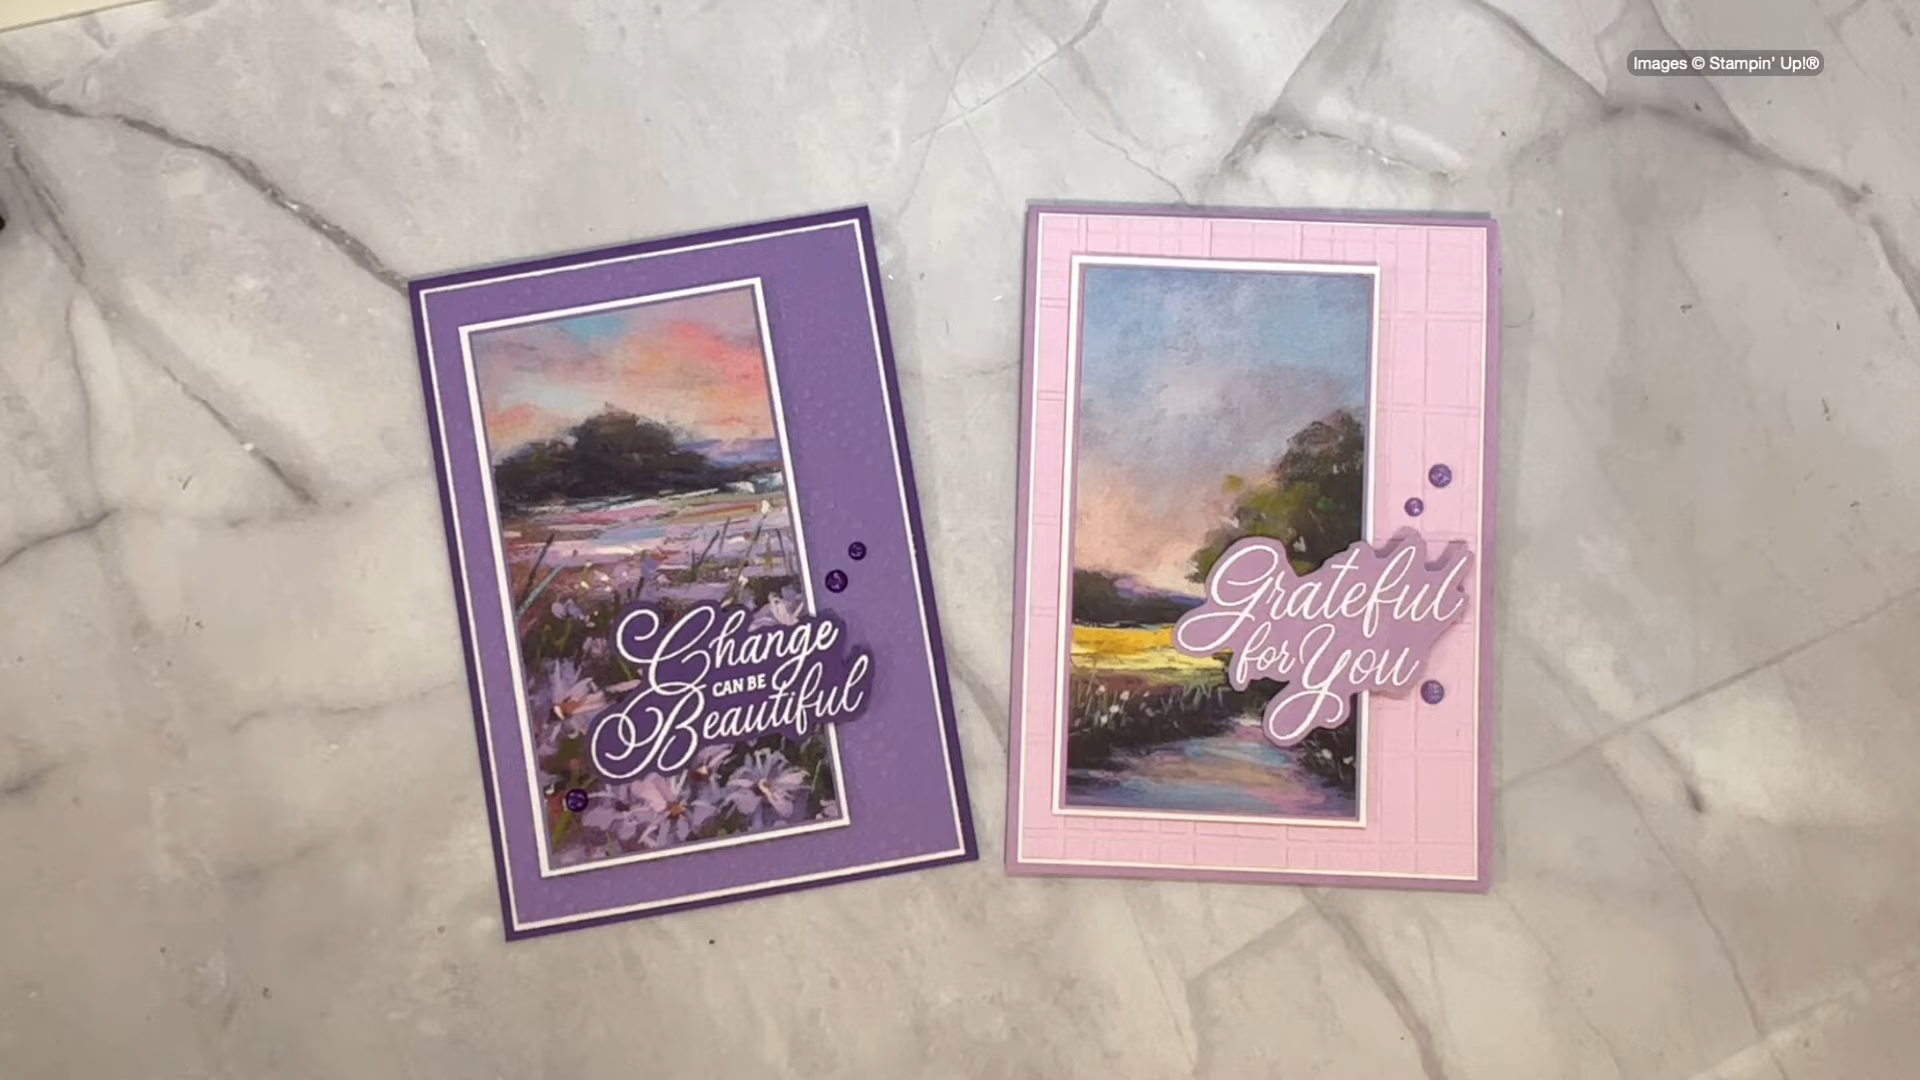 Images © Stampin' Up!®
Change
CAN BE
Beautiful
Grateful
for You